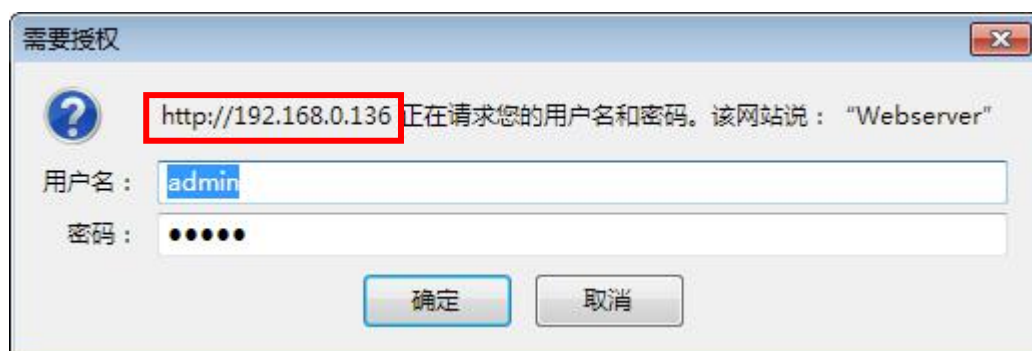 需要授权
http://192.168.0.136 正在请求您的用户名和密码。该网站说： “Webserver”
用户名： admin
密码： •••••
确定 取消